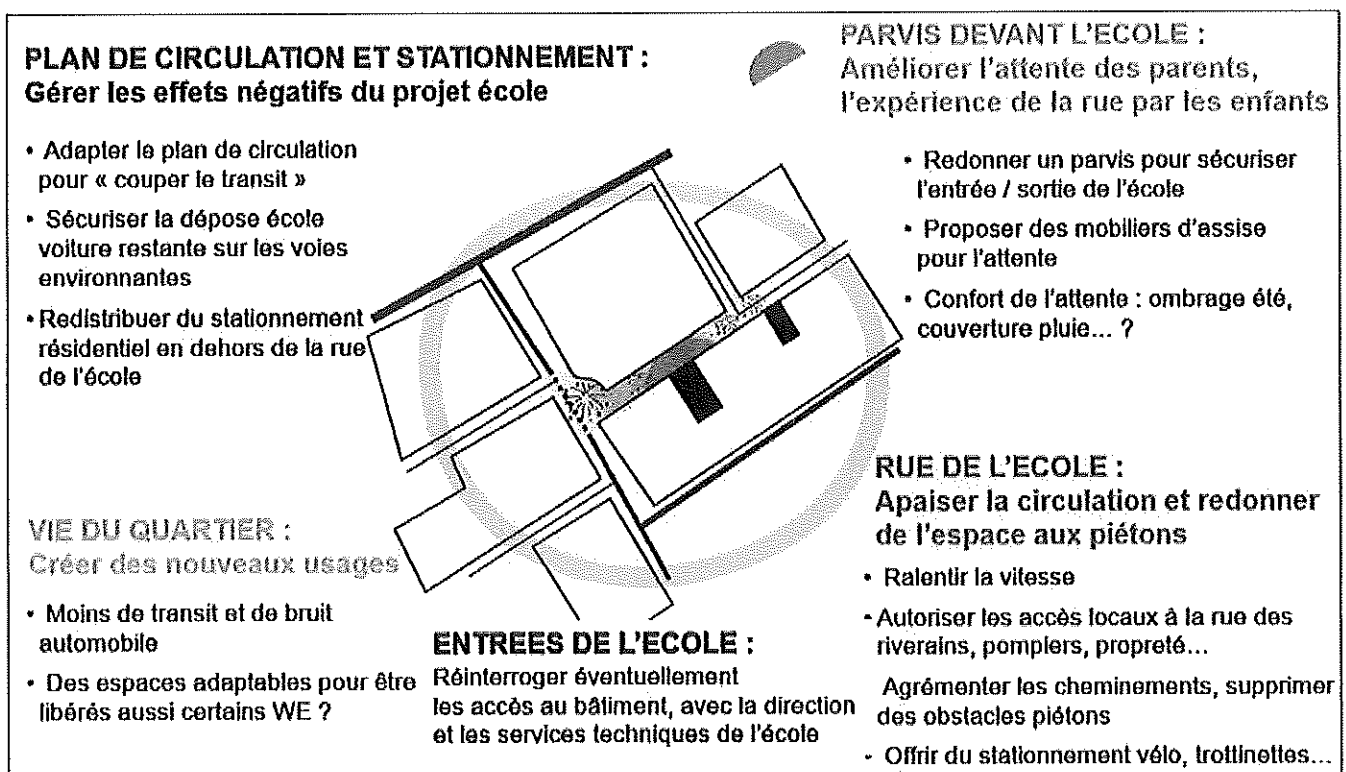 PLAN DE CIRCULATION ET STATIONNEMENT :
Gérer les effets négatifs du projet école
• Adapter le plan de circulation
pour « couper le transit »
• Sécuriser la dépose école
voiture restante sur les voies
environnantes
• Redistribuer du stationnement
résidentiel en dehors de la rue
de l'école
PARVIS DEVANT L'ECOLE :
Améliorer l'attente des parents,
l'expérience de la rue par les enfants
• Redonner un parvis pour sécuriser
l'entrée / sortie de l'école
• Proposer des mobiliers d'assise
pour l'attente
• Confort de l'attente : ombrage été,
couverture pluie... ?
VIE DU QUARTIER :
Créer des nouveaux usages
• Moins de transit et de bruit
automobile
• Des espaces adaptables pour être
libérés aussi certains WE ?
ENTREES DE L'ECOLE :
Réinterroger éventuellement
les accès au bâtiment, avec la direction
et les services techniques de l'école
RUE DE L'ECOLE :
Apaiser la circulation et redonner
de l'espace aux piétons
• Ralentir la vitesse
• Autoriser les accès locaux à la rue des
riverains, pompiers, propreté...
Agrémenter les cheminements, supprimer
des obstacles piétons
- Offrir du stationnement vélo, trottinettes...